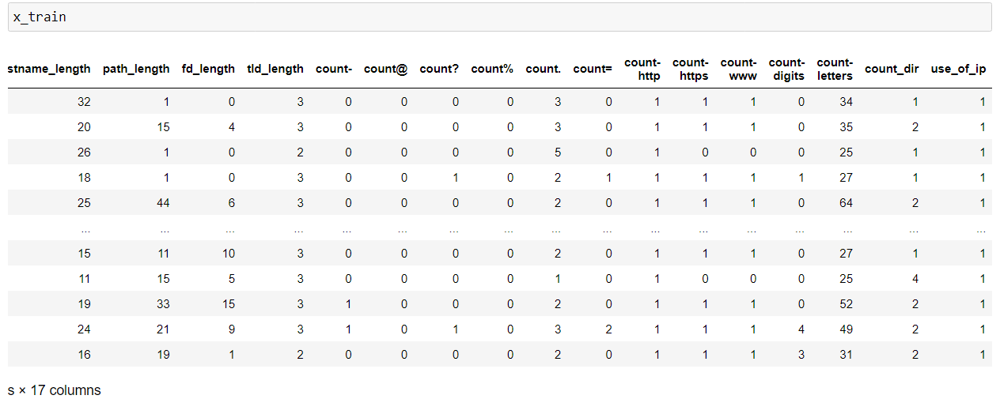 x_train
stname_length path_length fd_length tld_length count- count@ count? count% count. count= count-http count-https count-www count-digits count-letters count_dir use_of_ip
32 1 0 3 0 0 0 0 3 0 1 1 1 0 34 1 1
20 15 4 3 0 0 0 0 3 0 1 1 1 0 35 2 1
26 1 0 2 0 0 0 0 5 0 1 0 0 0 25 1 1
18 1 0 3 0 0 1 0 2 1 1 1 1 1 27 1 1
25 44 6 3 0 0 0 0 2 0 1 1 1 0 64 2 1
... ... ... ... ... ... ... ... ... ... ... ... ... ... ... ... ...
15 11 10 3 0 0 0 0 2 0 1 1 1 0 27 1 1
11 15 5 3 0 0 0 0 1 0 1 0 0 0 25 4 1
19 33 15 3 1 0 0 0 2 0 1 1 1 0 52 2 1
24 21 9 3 1 0 1 0 3 2 1 1 1 4 49 2 1
16 19 1 2 0 0 0 0 2 0 1 1 1 3 31 2 1
s × 17 columns